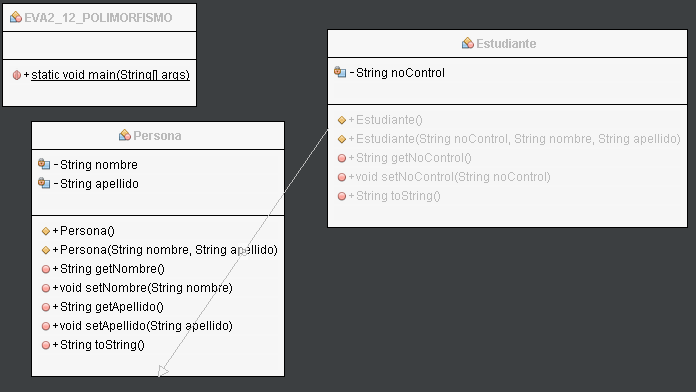 EVA2_12_POLIMORFISMO
+ static void main(String[] args)
Estudiante
- String noControl
+ Estudiante()
+ Estudiante(String noControl, String nombre, String apellido)
+ String getNoControl()
+ void setNoControl(String noControl)
+ String toString()
Persona
- String nombre
- String apellido
+ Persona()
+ Persona(String nombre, String apellido)
+ String getNombre()
+ void setNombre(String nombre)
+ String getApellido()
+ void setApellido(String apellido)
+ String toString()